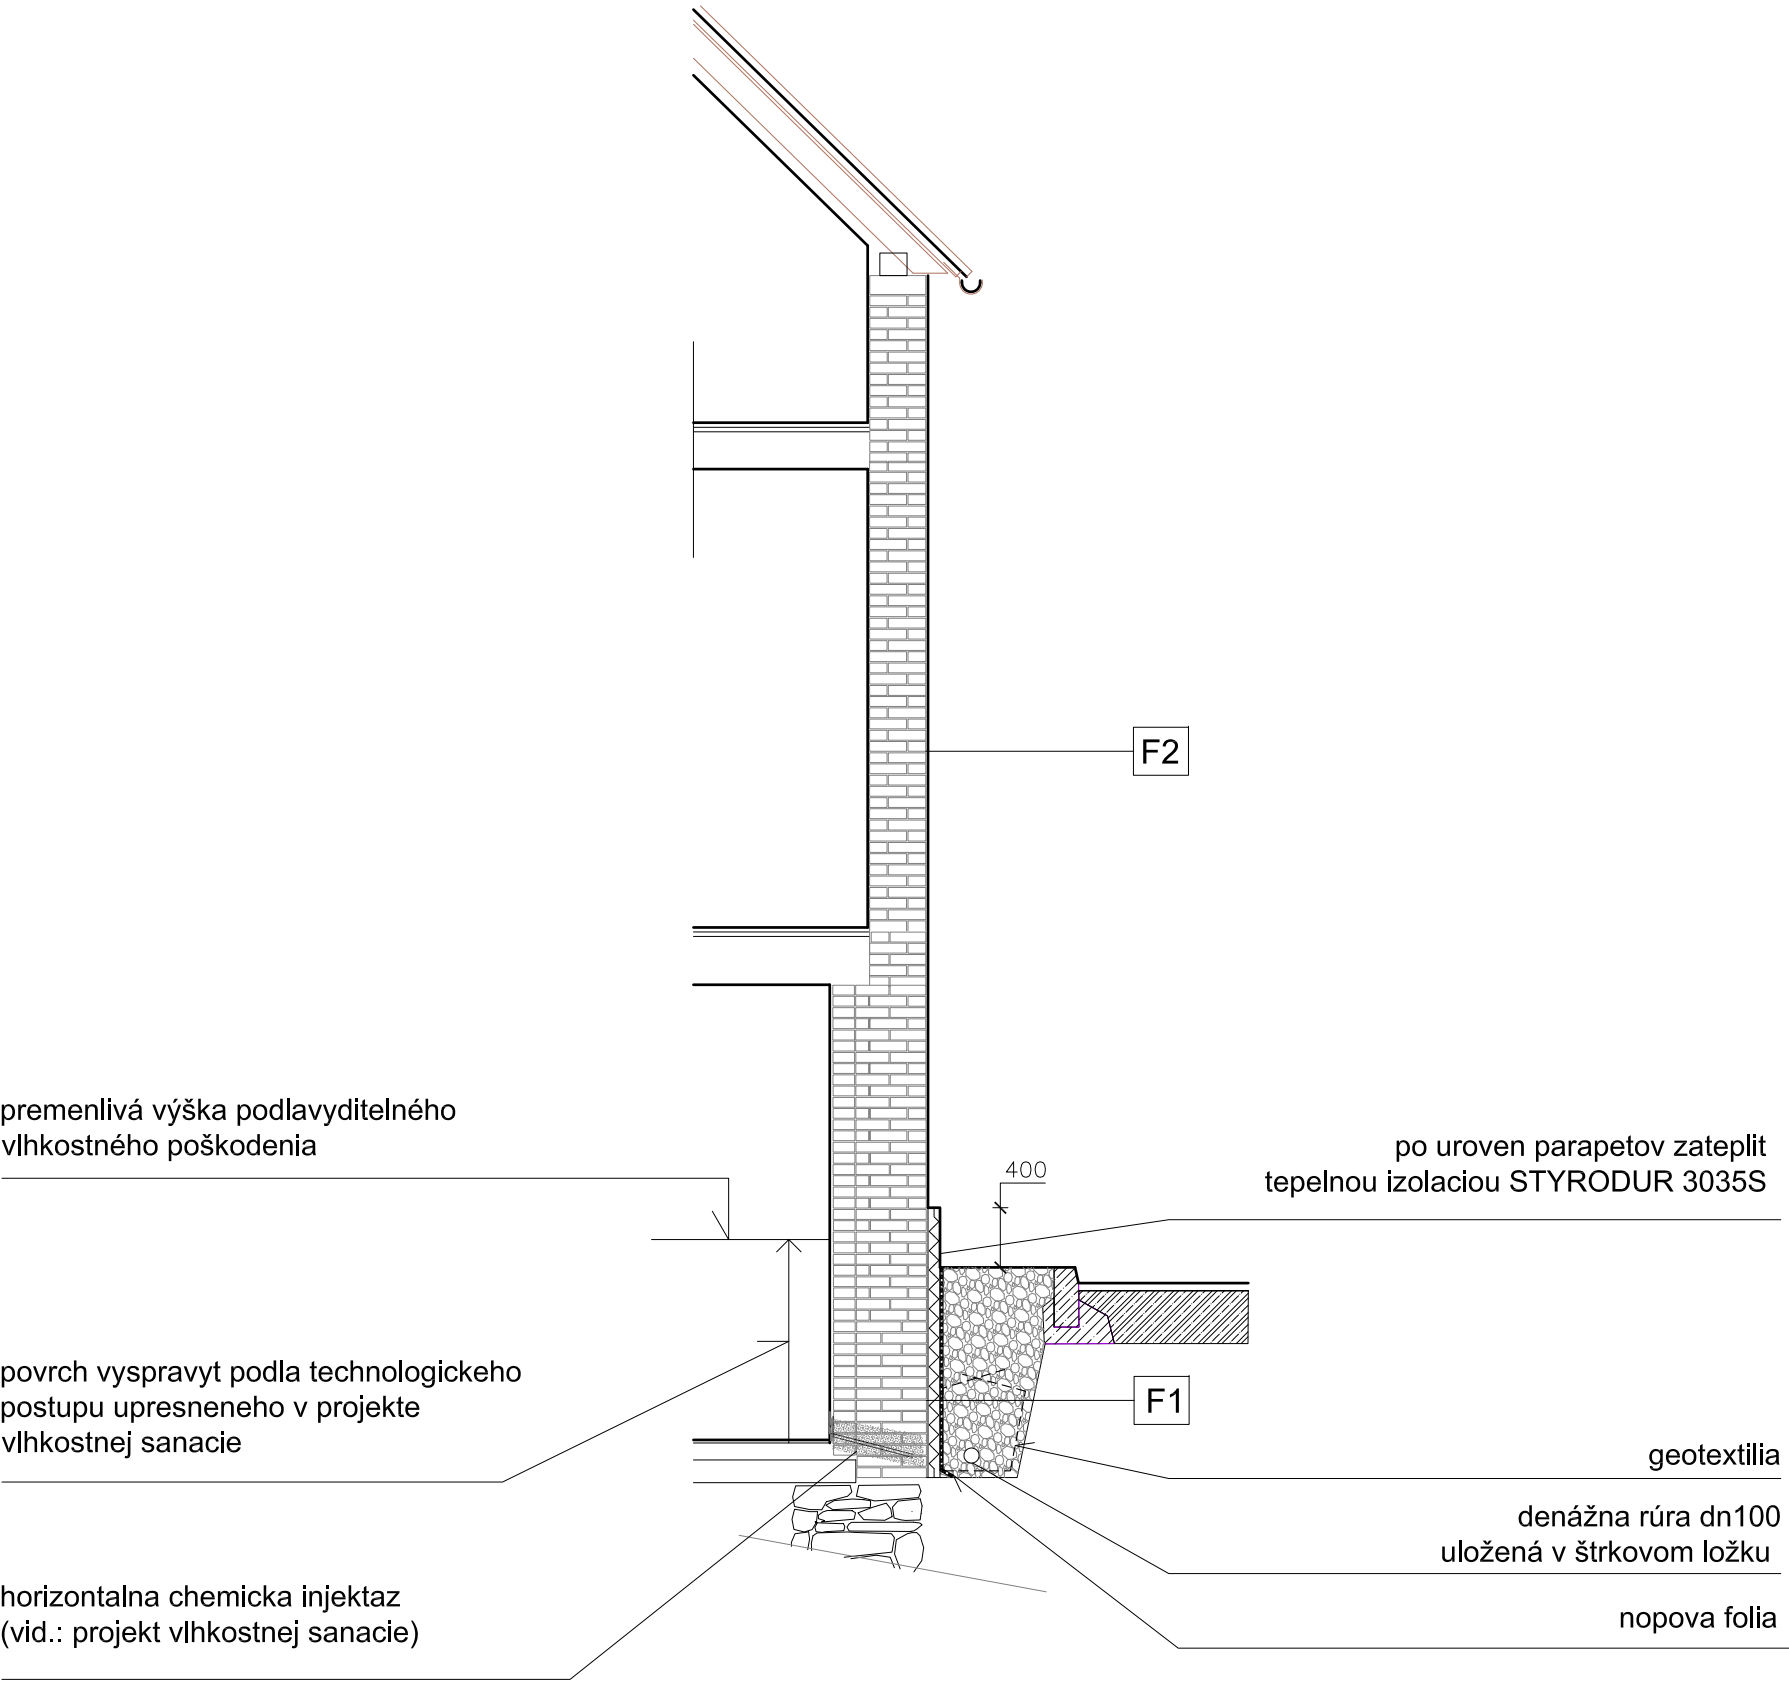 F2
premenlivá výška podlavyditelného
vlhkostného poškodenia
400
po uroven parapetov zateplit
tepelnou izolaciou STYRODUR 3035S
povrch vyspravyt podla technologickeho
postupu upresneneho v projekte
vlhkostnej sanacie
F1
geotextilia
denážna rúra dn100
uložená v štrkovom ložku
horizontalna chemicka injektaz
(vid.: projekt vlhkostnej sanacie)
nopova folia